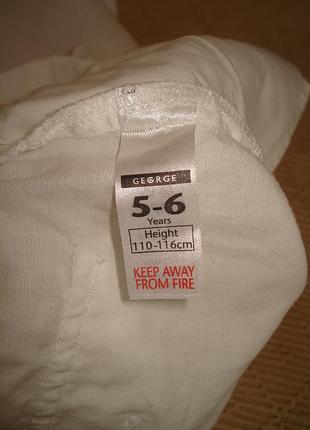 GEORGE
5-6
Years
Height
110-116cm
KEEP AWAY
FROM FIRE